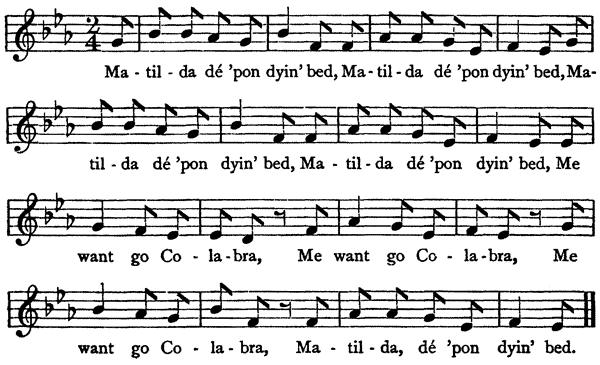 2 4
Ma - til - da dé 'pon dyin' bed, Ma - til - da dé 'pon dyin' bed, Ma-
til - da dé 'pon dyin' bed, Ma - til - da dé 'pon dyin' bed, Me
want go Co - la - bra, Me want go Co - la - bra, Me
want go Co - la - bra, Ma - til - da, dé 'pon dyin' bed.